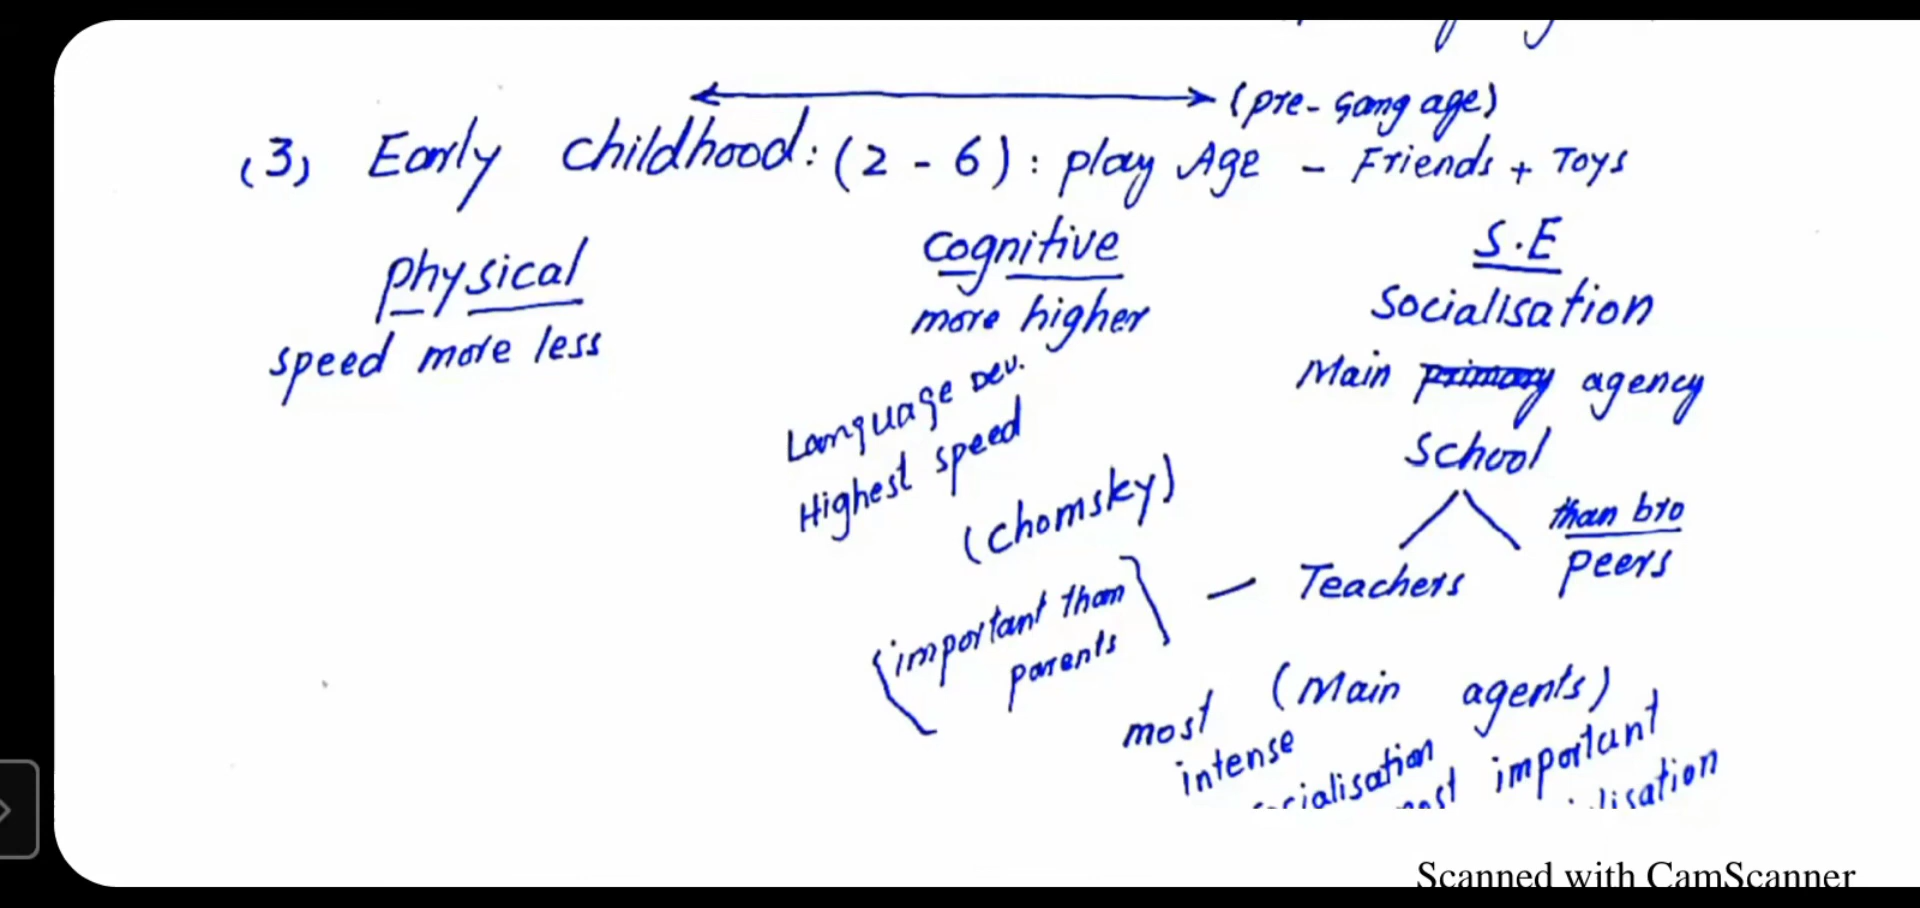 (pre-gang age)
(3) Early childhood: (2 - 6): play Age - Friends + Toys
physical
speed more less
cognitive
more higher
Language Dev.
Highest speed
(chomsky)
S.E
Socialisation
Main primary agency
School
than bro
Teachers peers
(important than
parents
(Main agents)
most
intense
important
Scanned with CamScanner